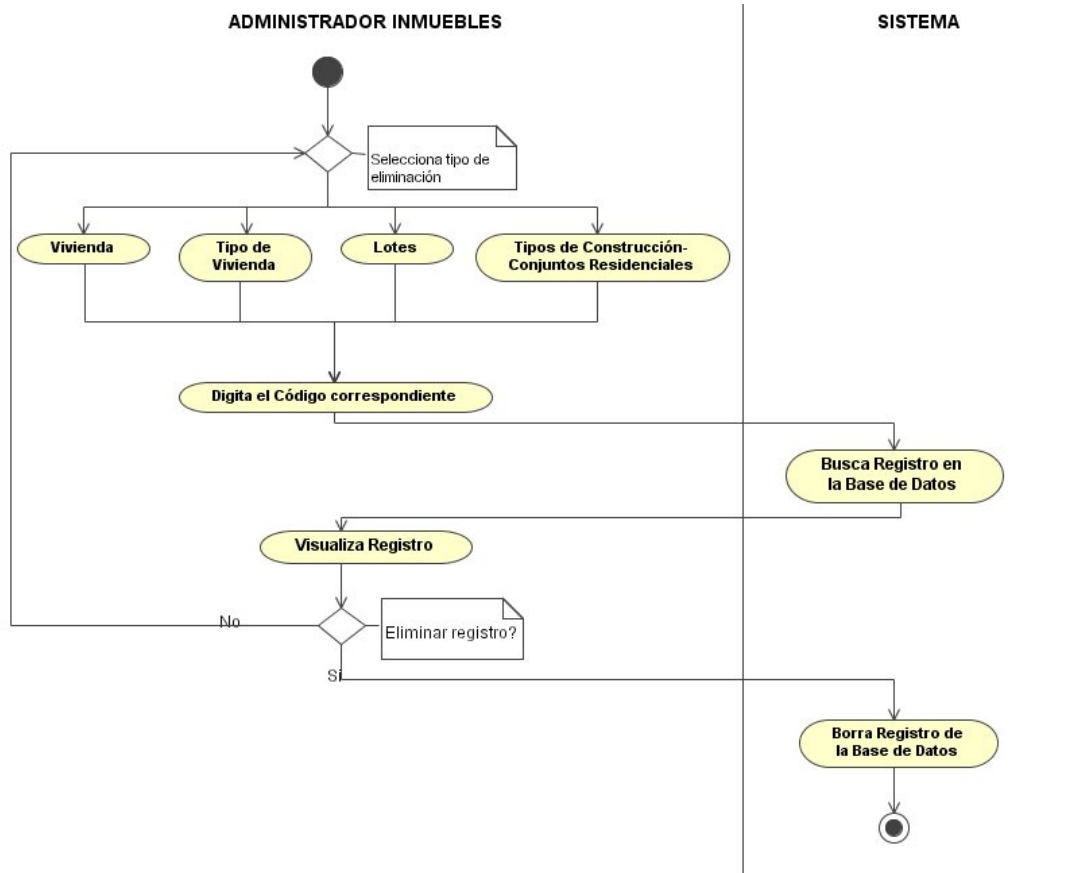 ADMINISTRADOR INMUEBLES
SISTEMA
Selecciona tipo de
eliminación
Vivienda
Tipo de
Vivienda
Lotes
Tipos de Construcción-
Conjuntos Residenciales
Digita el Código correspondiente
Busca Registro en
la Base de Datos
Visualiza Registro
No
Eliminar registro?
Si
Borra Registro de
la Base de Datos